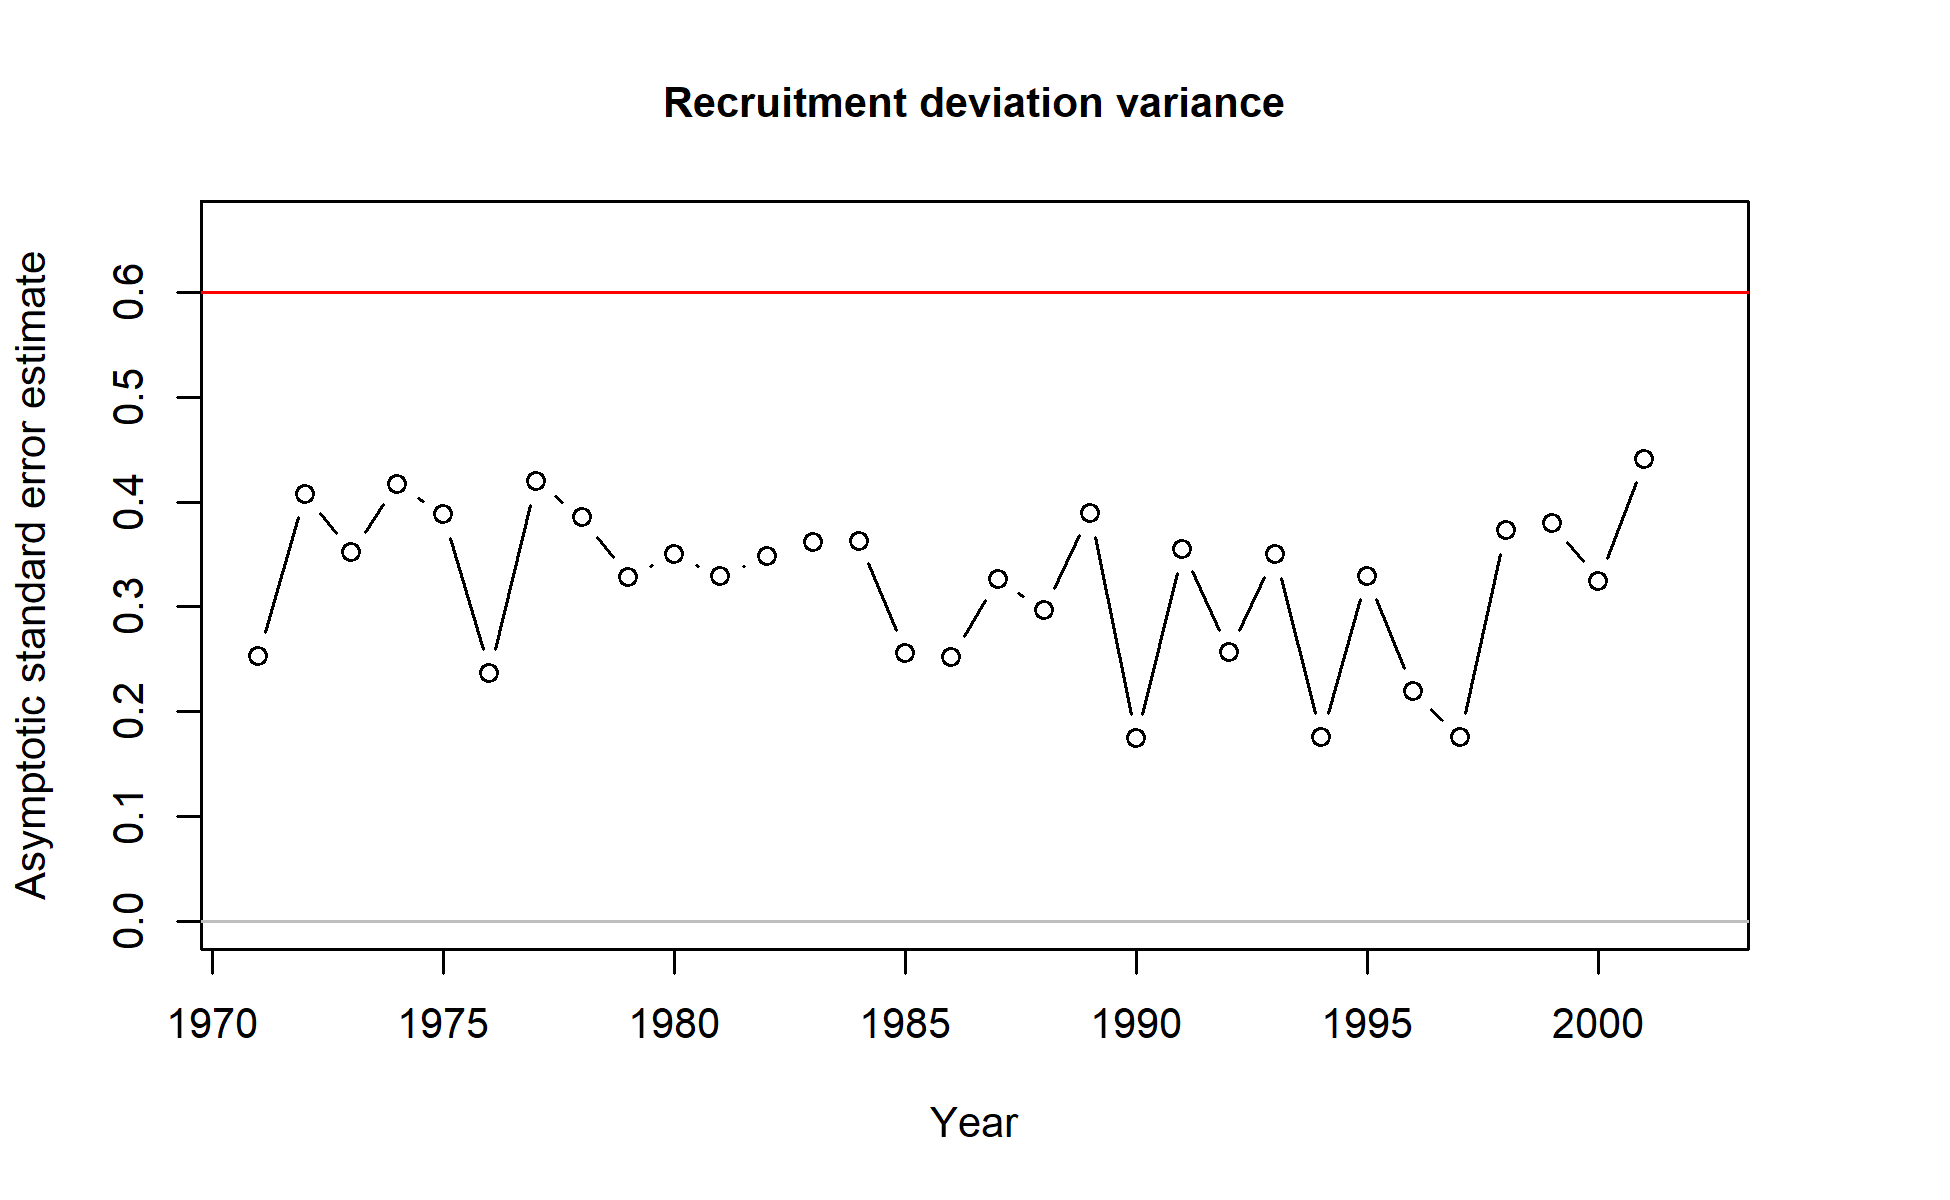 Recruitment deviation variance
Asymptotic standard error estimate
0.6
0.5
0.4
0.3
0.2
0.1
0.0
1970 1975 1980 1985 1990 1995 2000
Year